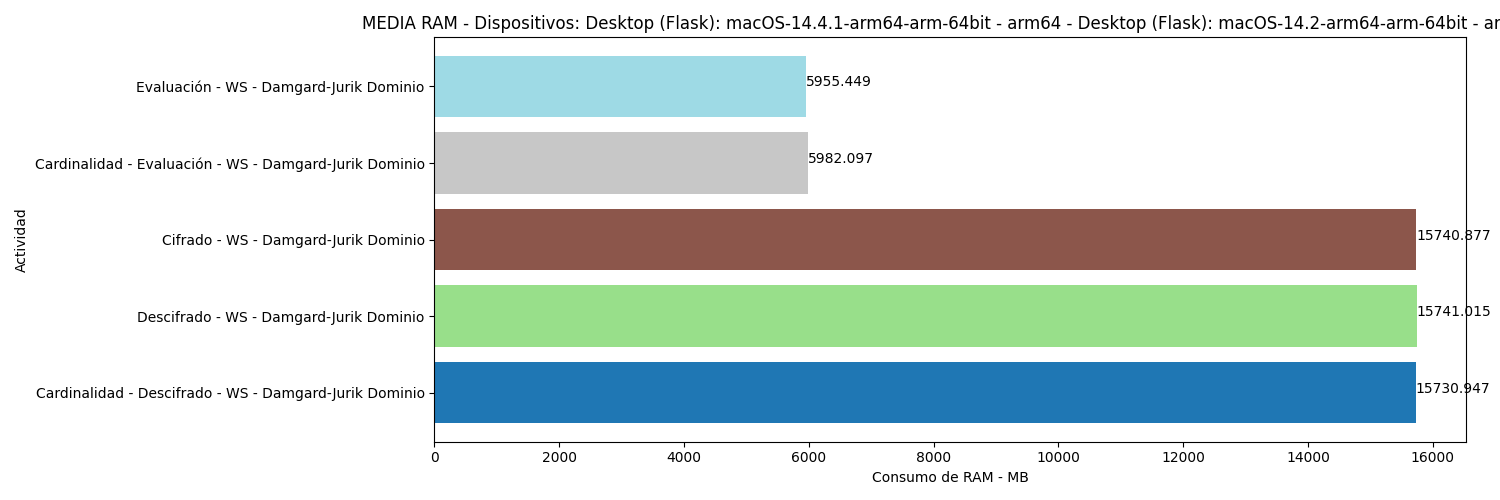 MEDIA RAM - Dispositivos: Desktop (Flask): macOS-14.4.1-arm64-arm-64bit - arm64 - Desktop (Flask): macOS-14.2-arm64-arm-64bit - ar
Evaluación - WS - Damgard-Jurik Dominio
5955.449
Cardinalidad - Evaluación - WS - Damgard-Jurik Dominio
5982.097
Cifrado - WS - Damgard-Jurik Dominio
15740.877
Descifrado - WS - Damgard-Jurik Dominio
15741.015
Cardinalidad - Descifrado - WS - Damgard-Jurik Dominio
15730.947
Actividad
0 2000 4000 6000 8000 10000 12000 14000 16000
Consumo de RAM - MB